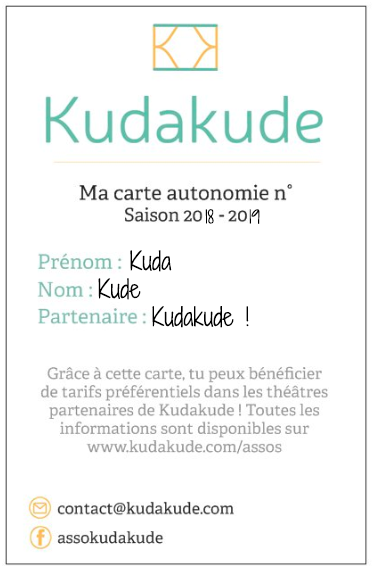 Kudakude
Ma carte autonomie n°
Saison 2018 - 2019
Prénom : Kuda
Nom : Kude
Partenaire : Kudakude !
Grâce à cette carte, tu peux bénéficier
de tarifs préférentiels dans les théâtres
partenaires de Kudakude ! Toutes les
informations sont disponibles sur
www.kudakude.com/assos
contact@kudakude.com
f assokudakude